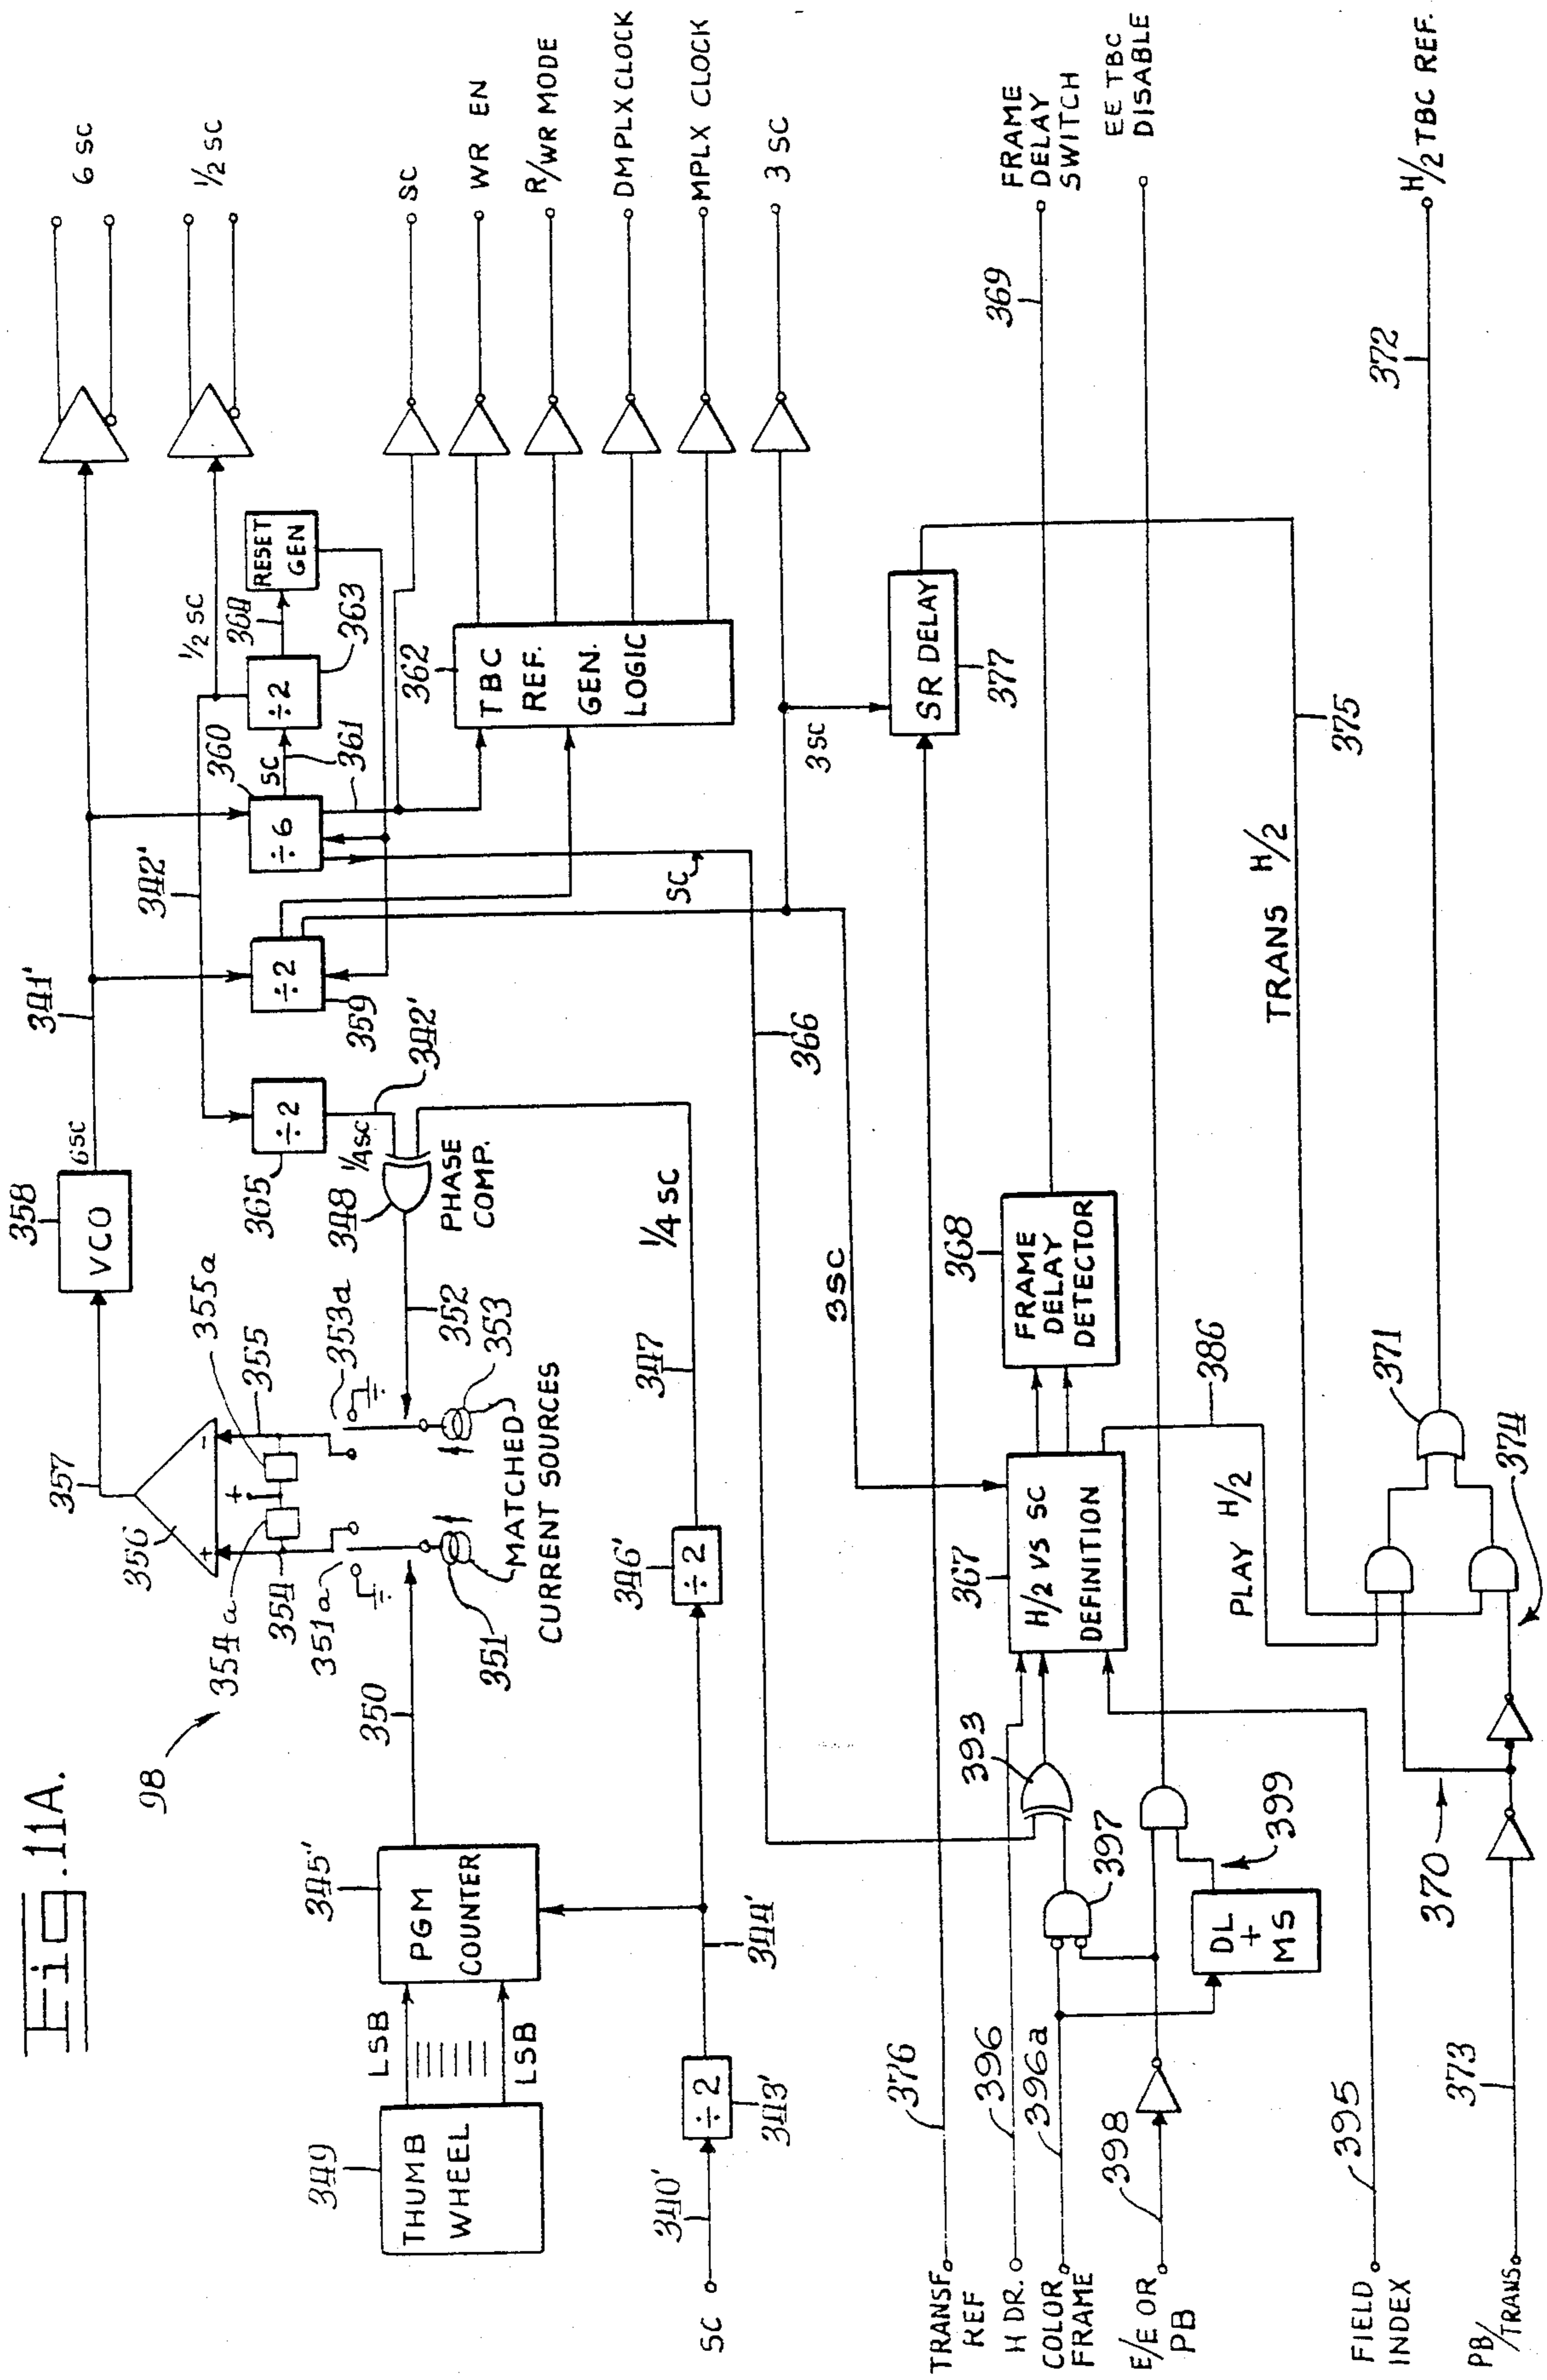 Fig. 11A.
98
6 SC
1/2 SC
SC
WR EN
R/WR MODE
DMPLX CLOCK
MPLX CLOCK
3 SC
FRAME
DELAY
SWITCH
EE TBC
DISABLE
H/2 TBC REF.
341'
358
VCO
6SC
357
356
+
-
+
355a
355
354a
354
351a
353a
351
353
MATCHED
CURRENT SOURCES
352
350
348
PHASE
COMP.
1/4 SC
342'
365
÷2
342'
359
÷2
360
÷6
SC
361
363
÷2
364
1/2 SC
RESET
GEN
362
TBC
REF.
GEN.
LOGIC
SC
366
3 SC
SR DELAY
377
349
THUMB
WHEEL
LSB
LSB
345'
PGM
COUNTER
SC
340'
÷2
343'
344'
346'
÷2
347
1/4 SC
3SC
369
368
FRAME
DELAY
DETECTOR
367
H/2 VS SC
DEFINITION
386
PLAY H/2
TRANS H/2
375
372
371
374
393
397
399
DL
+
MS
370
376
396
396a
398
395
373
TRANSF
REF
H DR.
COLOR
FRAME
E/E OR
PB
FIELD
INDEX
PB/TRANS